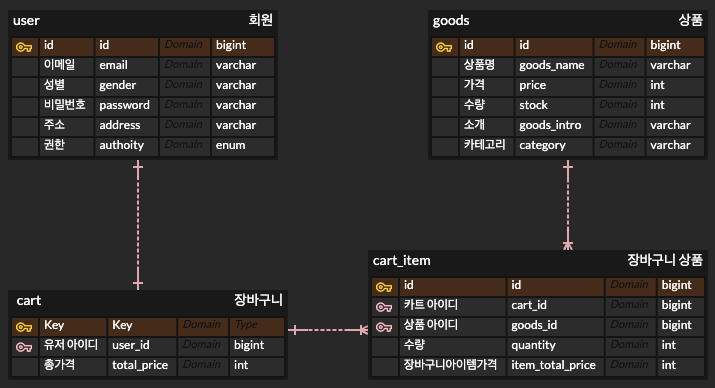 user 회원
id id Domain bigint
이메일 email Domain varchar
성별 gender Domain varchar
비밀번호 password Domain varchar
주소 address Domain varchar
권한 authoity Domain enum
goods 상품
id id Domain bigint
상품명 goods_name Domain varchar
가격 price Domain int
수량 stock Domain int
소개 goods_intro Domain varchar
카테고리 category Domain varchar
cart 장바구니
Key Key Domain Type
유저 아이디 user_id Domain bigint
총가격 total_price Domain int
cart_item 장바구니 상품
id id Domain bigint
카트 아이디 cart_id Domain bigint
상품 아이디 goods_id Domain bigint
수량 quantity Domain int
장바구니아이템가격 item_total_price Domain int